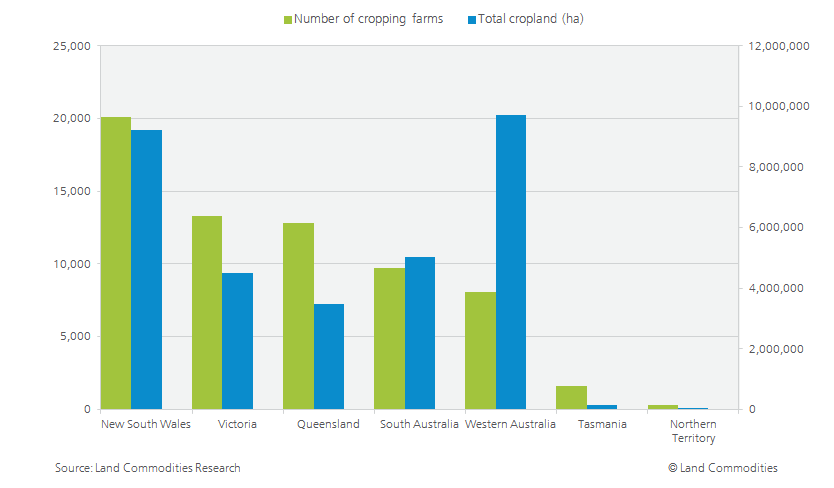 Number of cropping farms Total cropland (ha)
25,000 12,000,000
20,000 10,000,000
15,000 8,000,000
10,000 6,000,000
5,000 4,000,000
0 2,000,000
0
New South Wales Victoria Queensland South Australia Western Australia Tasmania Northern
Territory
Source: Land Commodities Research © Land Commodities